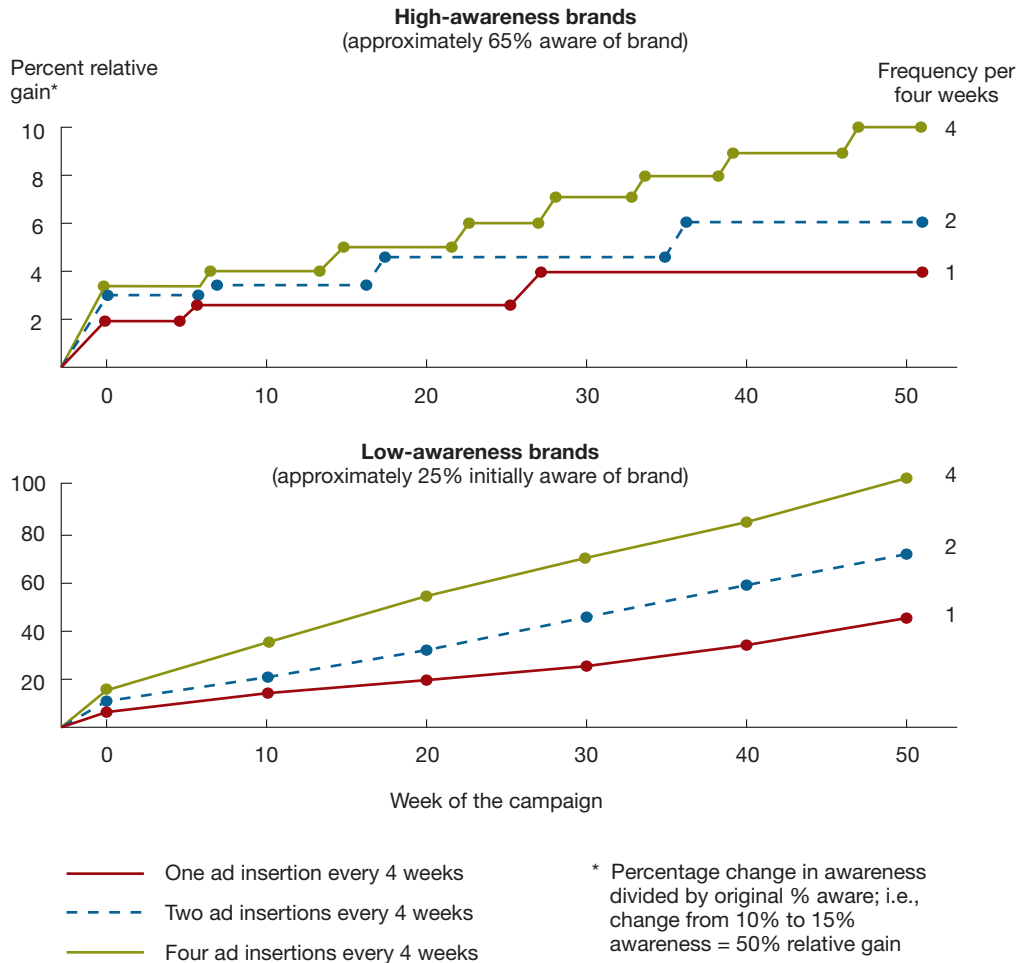 High-awareness brands
(approximately 65% aware of brand)
Percent relative
gain*
Frequency per
four weeks
10
8
6
4
2
4
2
1
0 10 20 30 40 50
Low-awareness brands
(approximately 25% initially aware of brand)
100
80
60
40
20
4
2
1
0 10 20 30 40 50
Week of the campaign
One ad insertion every 4 weeks
Two ad insertions every 4 weeks
Four ad insertions every 4 weeks
* Percentage change in awareness
divided by original % aware; i.e.,
change from 10% to 15%
awareness = 50% relative gain